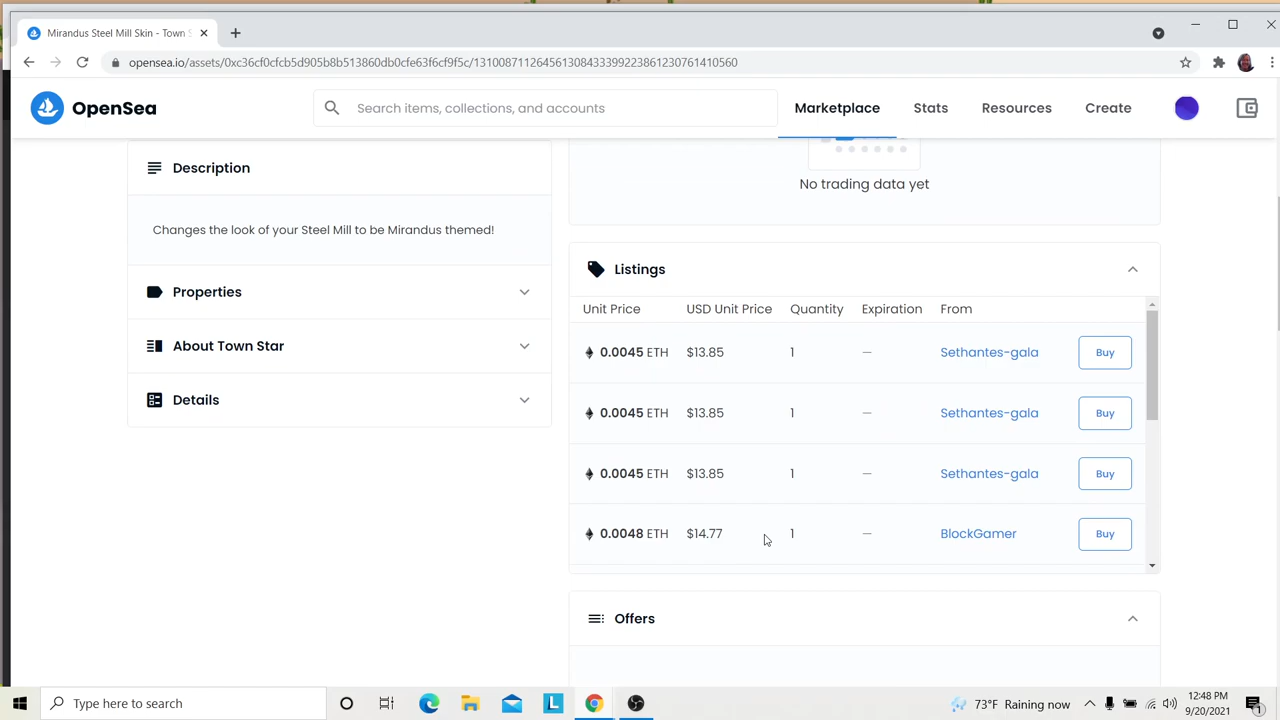 Mirandus Steel Mill Skin - Town S
opensea.io/assets/0xc36cf0cfcb5d905b8b513860db0cfe63f6cf9f5c/13100871126456130843339922386123076141056​0
OpenSea
Search items, collections, and accounts
Marketplace
Stats
Resources
Create
Description
Changes the look of your Steel Mill to be Mirandus themed!
Properties
About Town Star
Details
No trading data yet
Listings
Unit Price USD Unit Price Quantity Expiration From
0.0045 ETH $13.85 1 — Sethantes-gala Buy
0.0045 ETH $13.85 1 — Sethantes-gala Buy
0.0045 ETH $13.85 1 — Sethantes-gala Buy
0.0048 ETH $14.77 1 — BlockGamer Buy
Offers
Type here to search
L
73°F Raining now
12:48 PM
9/20/2021
1